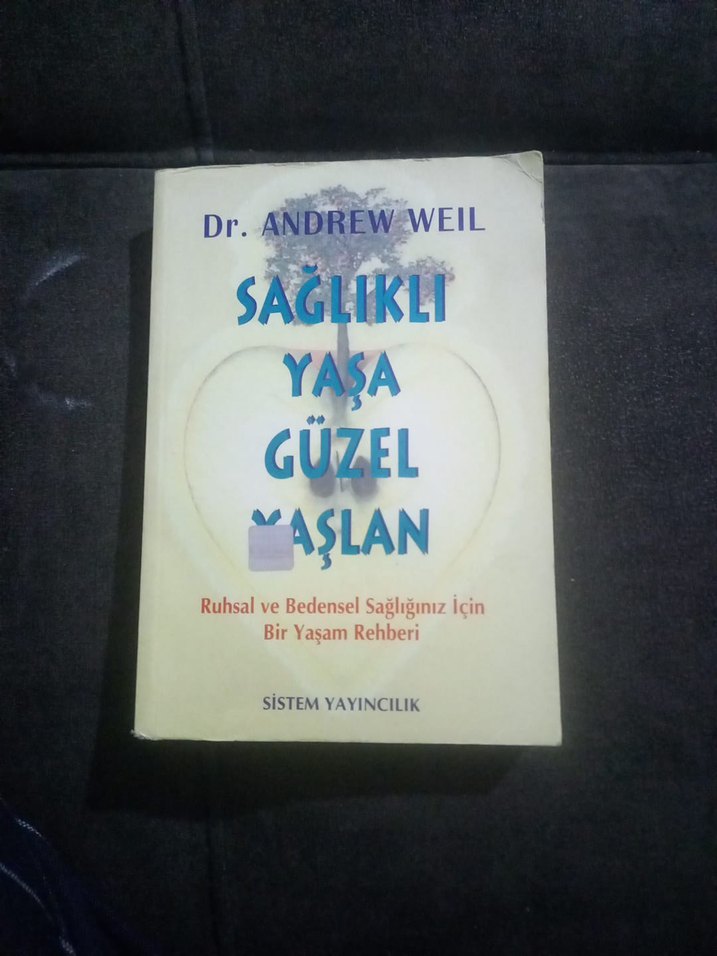 Dr. ANDREW WEIL
SAĞLIKLI
YAŞA
GÜZEL
YAŞLAN
Ruhsal ve Bedensel Sağlığınız İçin
Bir Yaşam Rehberi
SİSTEM YAYINCILIK